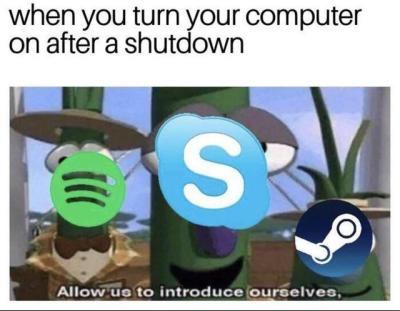 when you turn your computer
on after a shutdown
S
Allow us to introduce ourselves,